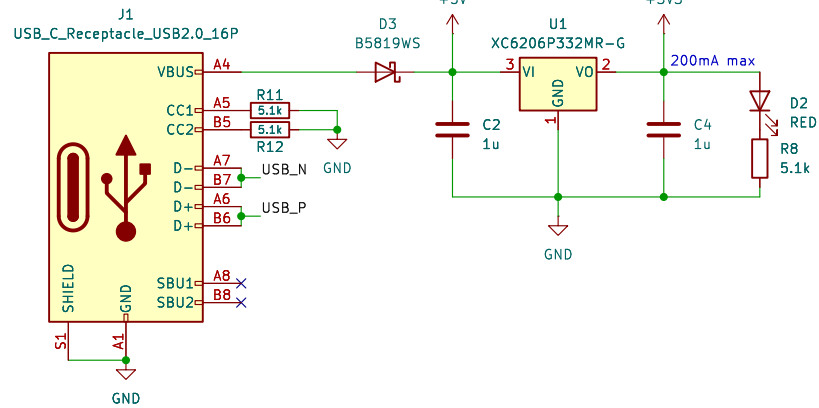 J1
USB_C_Receptacle_USB2.0_16P
VBUS
A4
CC1
A5
CC2
B5
R11
5.1k
5.1k
R12
GND
D-
A7
D-
B7
USB_N
D+
A6
D+
B6
USB_P
SBU1
A8
SBU2
B8
SHIELD
GND
S1
A1
GND
D3
B5819WS
+5V
U1
XC6206P332MR-G
3
VI
VO
2
GND
1
C2
1u
+3V3
200mA max
C4
1u
D2
RED
R8
5.1k
GND